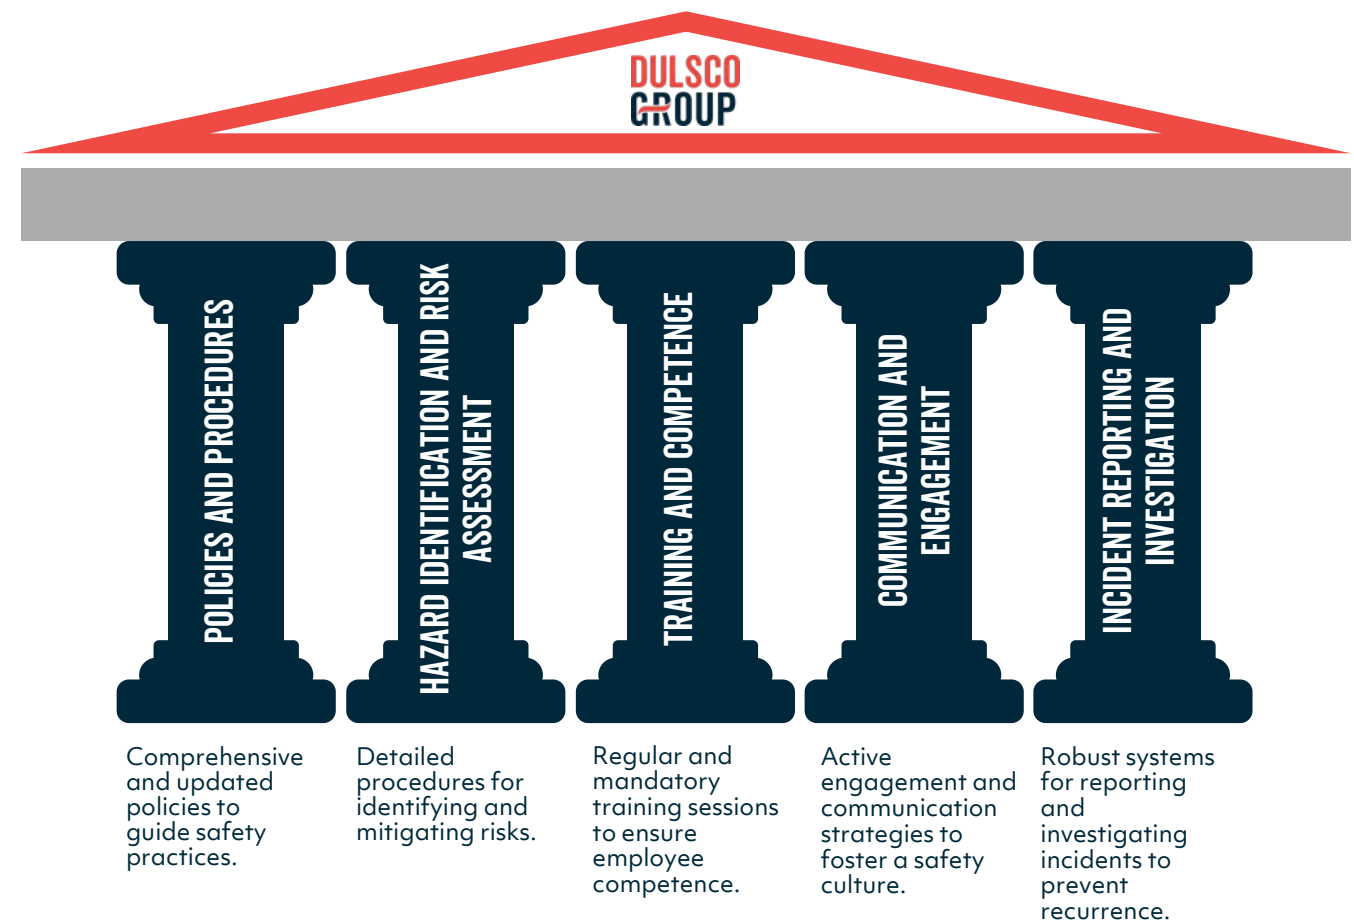 DULSCO
GROUP
POLICIES AND PROCEDURES
HAZARD IDENTIFICATION AND RISK
ASSESSMENT
TRAINING AND COMPETENCE
COMMUNICATION AND
ENGAGEMENT
INCIDENT REPORTING AND
INVESTIGATION
Comprehensive
and updated
policies to
guide safety
practices.
Detailed
procedures for
identifying and
mitigating risks.
Regular and
mandatory
training sessions
to ensure
employee
competence.
Active
engagement and
communication
strategies to
foster a safety
culture.
Robust systems
for reporting
and
investigating
incidents to
prevent
recurrence.